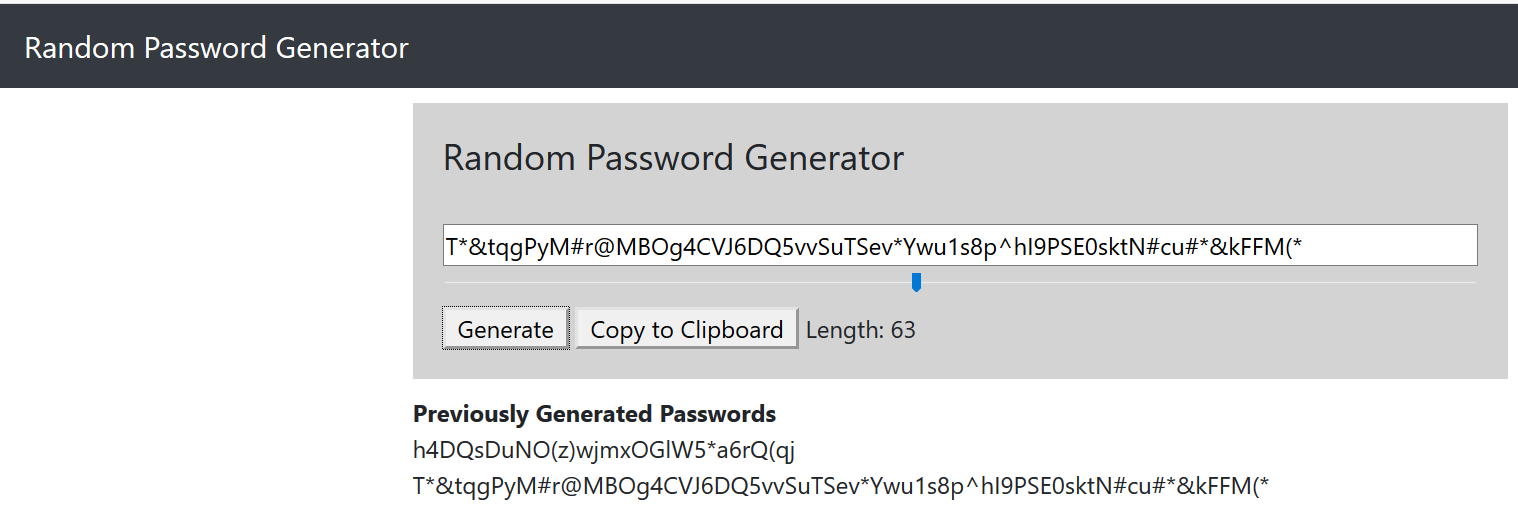 Random Password Generator
Random Password Generator
T*&tqgPyM#r@MBOg4CVJ6DQ5vvSuTSev*Ywu1s8p^hI9PSE0sktN#cu#*&kFFM(*
Generate Copy to Clipboard Length: 63
Previously Generated Passwords
h4DQsDuNO(z)wjmxOGlW5*a6rQ(qj
T*&tqgPyM#r@MBOg4CVJ6DQ5vvSuTSev*Ywu1s8p^hI9PSE0sktN#cu#*&kFFM(*